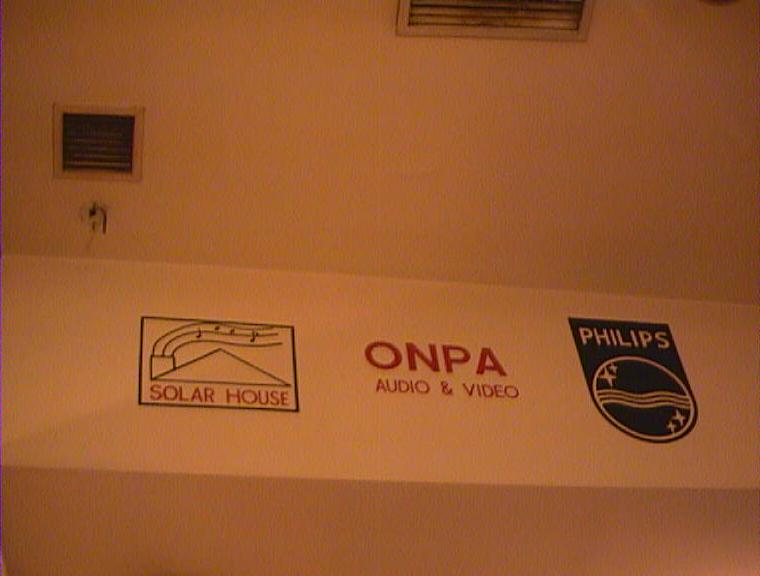 SOLAR HOUSE
ONPA
AUDIO & VIDEO
PHILIPS